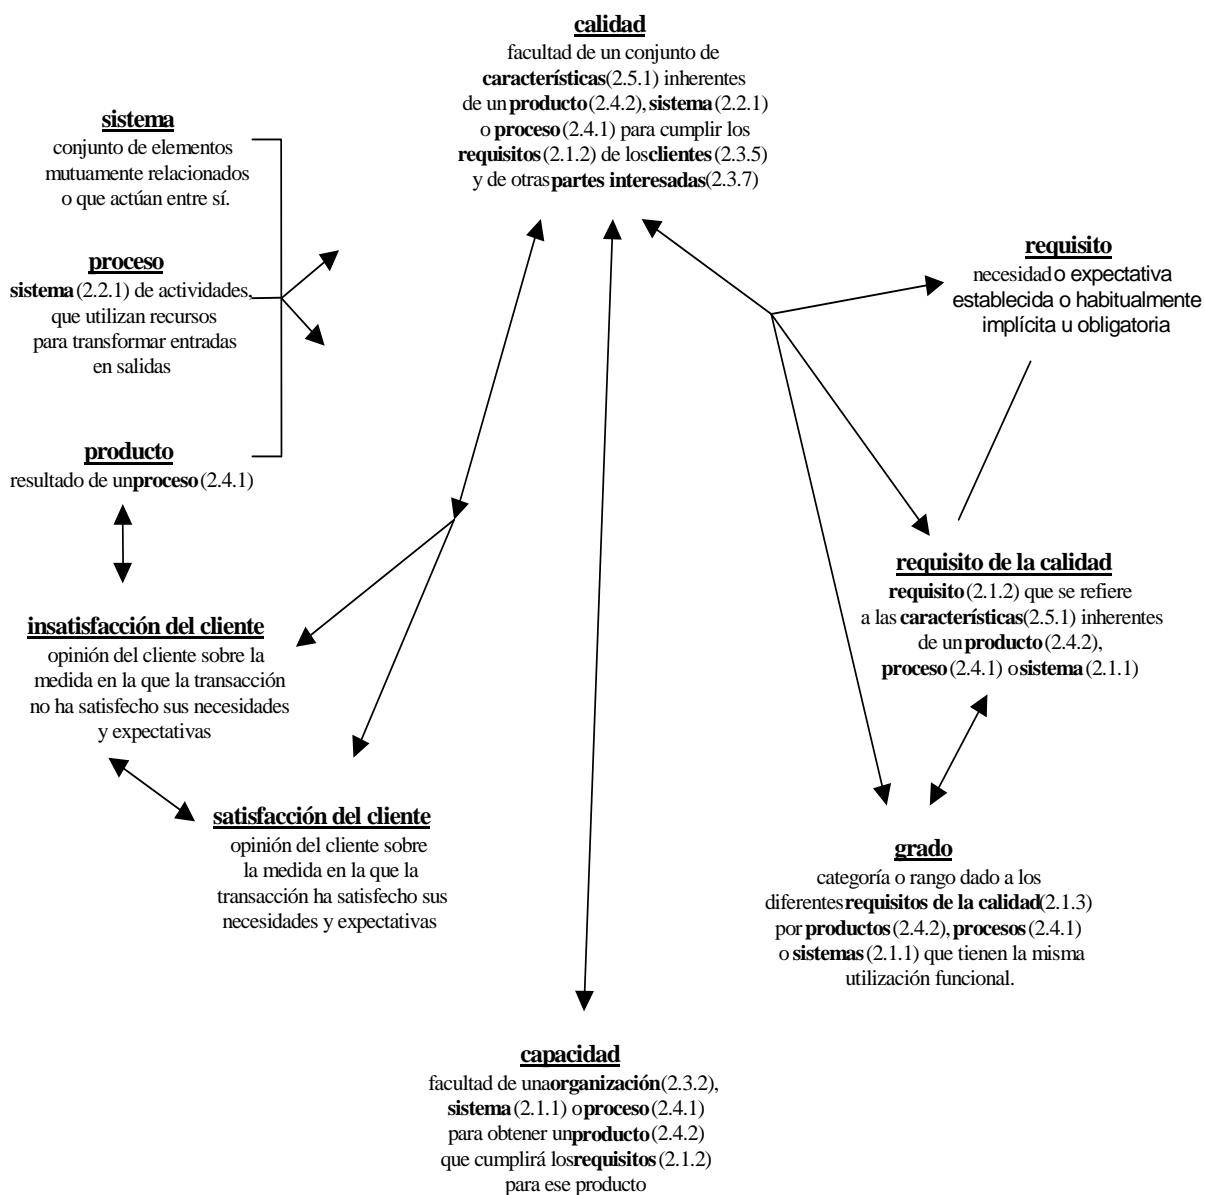 calidad
facultad de un conjunto de
características(2.5.1) inherentes
de un producto (2.4.2), sistema (2.2.1)
o proceso (2.4.1) para cumplir los
requisitos (2.1.2) de los clientes (2.3.5)
y de otras partes interesadas (2.3.7)
sistema
conjunto de elementos
mutuamente relacionados
o que actúan entre sí.
proceso
sistema (2.2.1) de actividades,
que utilizan recursos
para transformar entradas
en salidas
producto
resultado de un proceso (2.4.1)
insatisfacción del cliente
opinión del cliente sobre la
medida en la que la transacción
no ha satisfecho sus necesidades
y expectativas
satisfacción del cliente
opinión del cliente sobre
la medida en la que la
transacción ha satisfecho sus
necesidades y expectativas
requisito
necesidad o expectativa
establecida o habitualmente
implícita u obligatoria
requisito de la calidad
requisito (2.1.2) que se refiere
a las características(2.5.1) inherentes
de un producto (2.4.2),
proceso (2.4.1) o sistema (2.1.1)
grado
categoría o rango dado a los
diferentes requisitos de la calidad(2.1.3)
por productos (2.4.2), procesos (2.4.1)
o sistemas (2.1.1) que tienen la misma
utilización funcional.
capacidad
facultad de una organización (2.3.2),
sistema (2.1.1) o proceso (2.4.1)
para obtener un producto (2.4.2)
que cumplirá los requisitos (2.1.2)
para ese producto